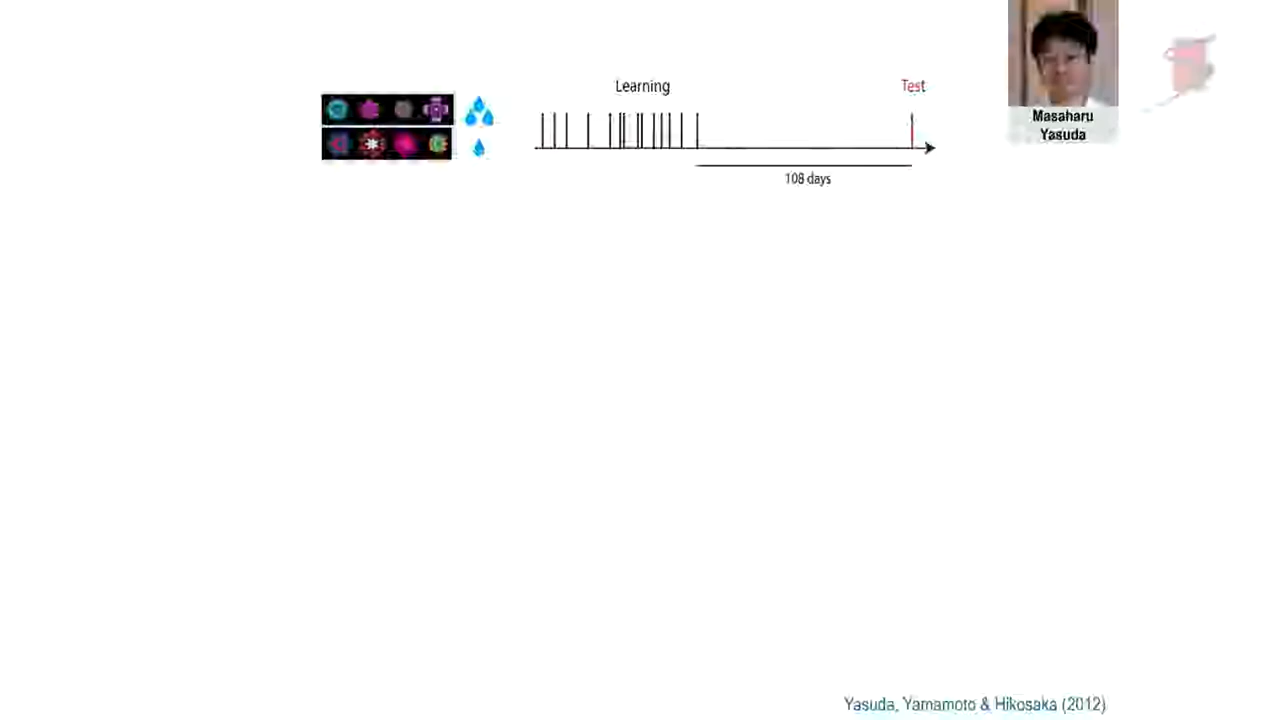 Learning
Test
Masaharu
Yasuda
108 days
Yasuda, Yamamoto & Hikosaka (2012)